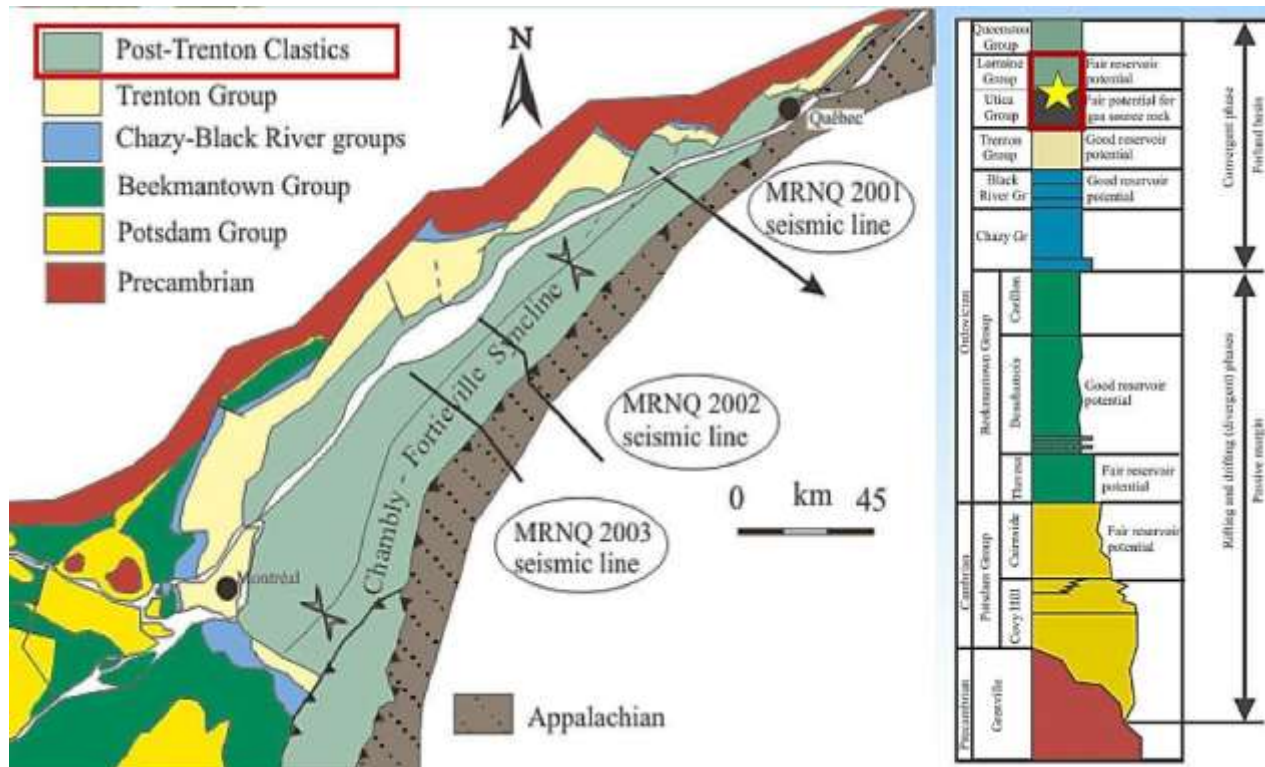 Post-Trenton Clastics
Trenton Group
Chazy-Black River groups
Beekmantown Group
Potsdam Group
Precambrian
N
Québec
MRNQ 2001
seismic line
MRNQ 2002
seismic line
MRNQ 2003
seismic line
Chambly - Fortierville Syncline
Montréal
0 km 45
Appalachian
Queenston
Group
Lorraine
Group
Fair reservoir
potential
Utica
Group
Fair potential for
gas source rock
Trenton
Group
Good reservoir
potential
Black
River Gr
Good reservoir
potential
Chazy Gr
Convergent phase
Ordovician
Beekmantown Group
Carillon
Beauharnois
Good reservoir
potential
Theresa
Fair reservoir
potential
Rifting and drifting (divergent) phases
Passive margin
Cambrian
Potsdam Group
Cairnside
Fair reservoir
potential
Covy Hill
Precambrian
Grenville